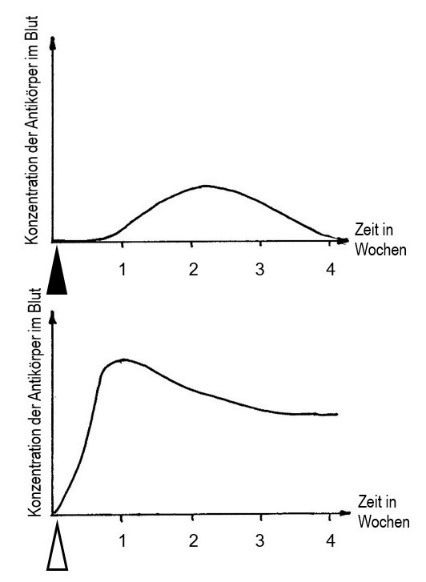 Konzentration der Antikörper im Blut
Zeit in
Wochen
1 2 3 4
Konzentration der Antikörper im Blut
Zeit in
Wochen
1 2 3 4